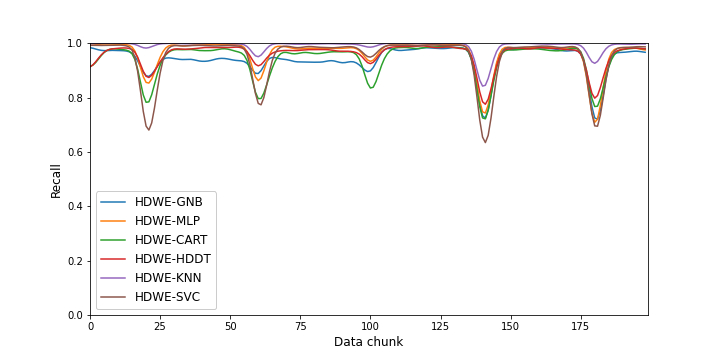 1.0
0.8
0.6
0.4
0.2
0.0
Recall
HDWE-GNB
HDWE-MLP
HDWE-CART
HDWE-HDDT
HDWE-KNN
HDWE-SVC
0 25 50 75 100 125 150 175
Data chunk